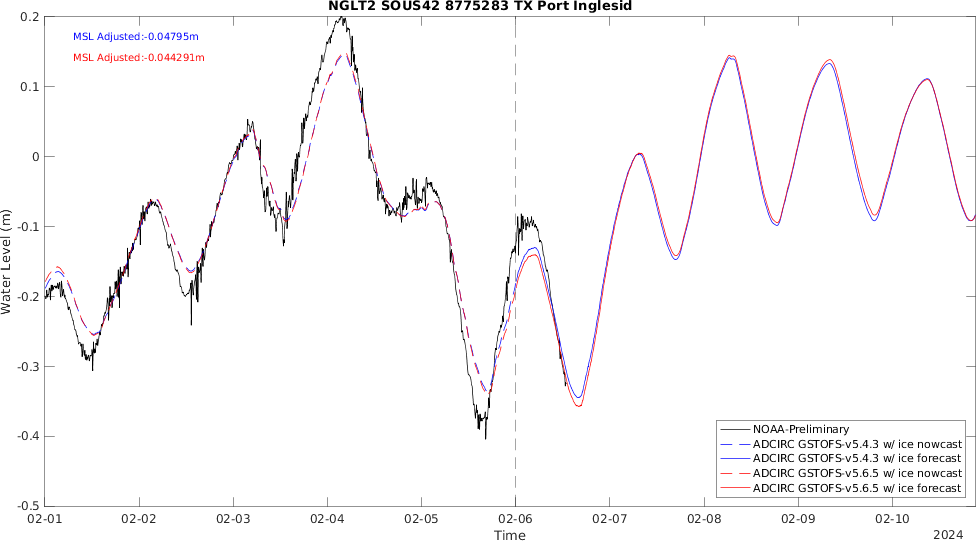 NGLT2 SOUS42 8775283 TX Port Inglesid
MSL Adjusted:-0.04795m
MSL Adjusted:-0.044291m
Water Level (m)
0.2
0.1
0
-0.1
-0.2
-0.3
-0.4
-0.5
NOAA-Preliminary
ADCIRC GSTOFS-v5.4.3 w/ ice nowcast
ADCIRC GSTOFS-v5.4.3 w/ ice forecast
ADCIRC GSTOFS-v5.6.5 w/ ice nowcast
ADCIRC GSTOFS-v5.6.5 w/ ice forecast
02-01 02-02 02-03 02-04 02-05 02-06 02-07 02-08 02-09 02-10
Time
2024